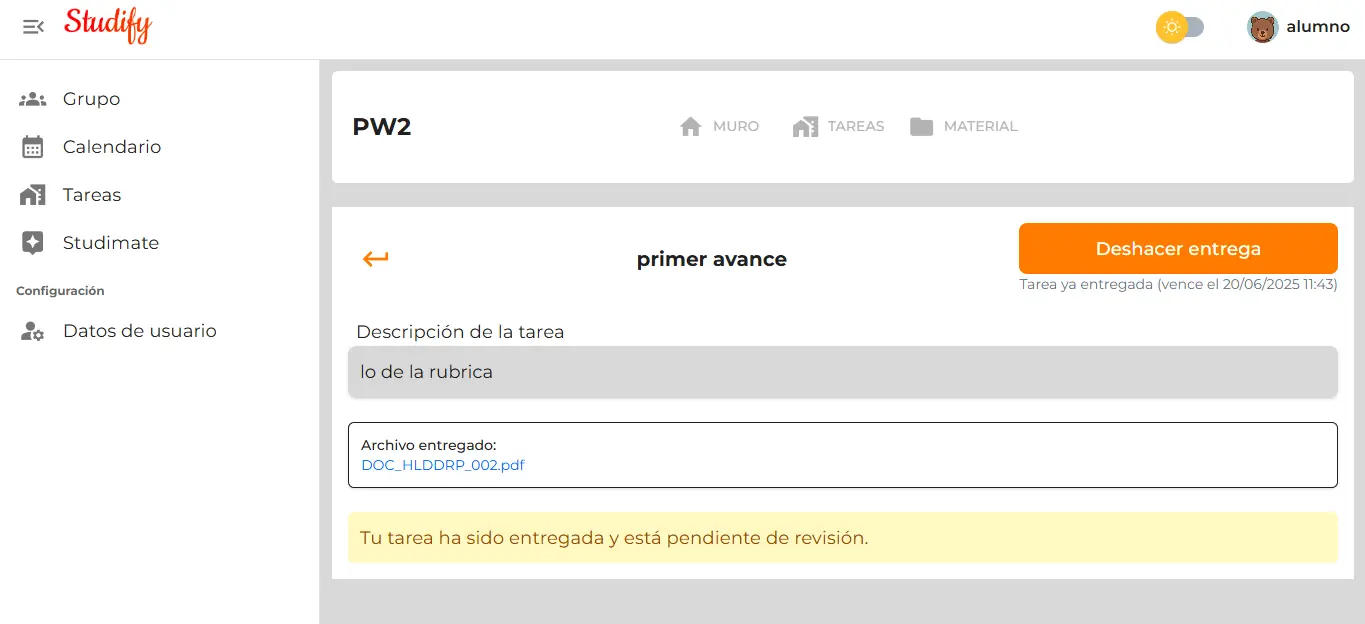 Studify
alumno
Grupo
Calendario
Tareas
Studimate
Configuración
Datos de usuario
PW2
MURO
TAREAS
MATERIAL
primer avance
Deshacer entrega
Tarea ya entregada (vence el 20/06/2025 11:43)
Descripción de la tarea
lo de la rubrica
Archivo entregado:
DOC_HLDDRP_002.pdf
Tu tarea ha sido entregada y está pendiente de revisión.